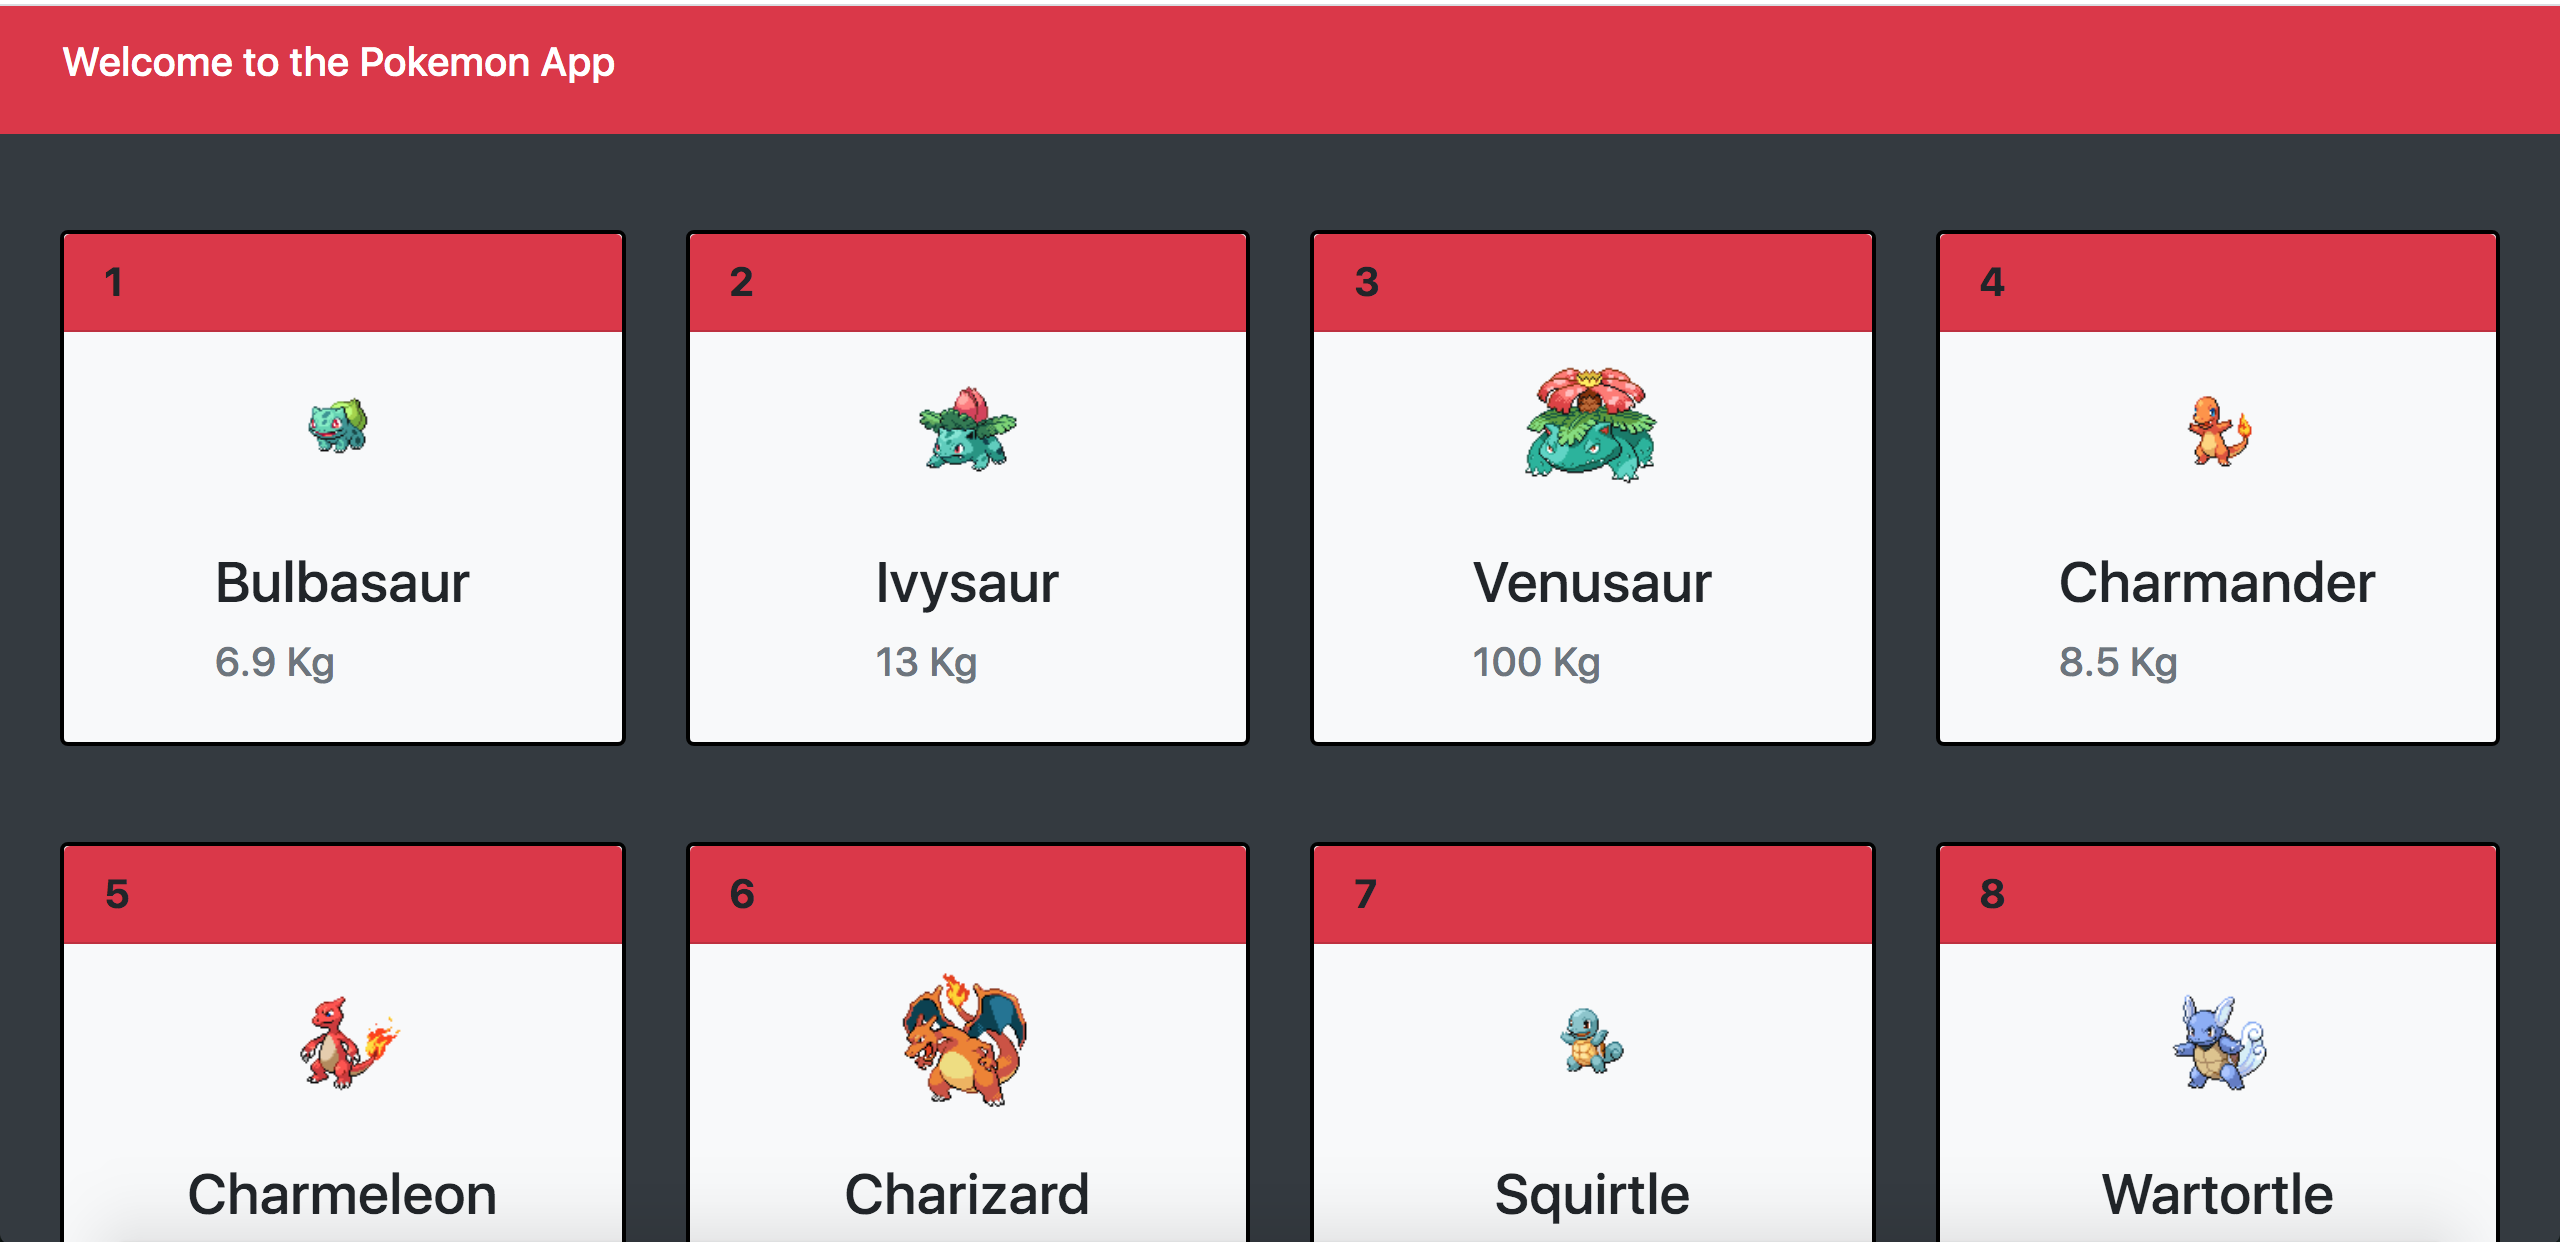 Welcome to the Pokemon App
1
Bulbasaur
6.9 Kg
2
Ivysaur
13 Kg
3
Venusaur
100 Kg
4
Charmander
8.5 Kg
5
Charmeleon
6
Charizard
7
Squirtle
8
Wartortle